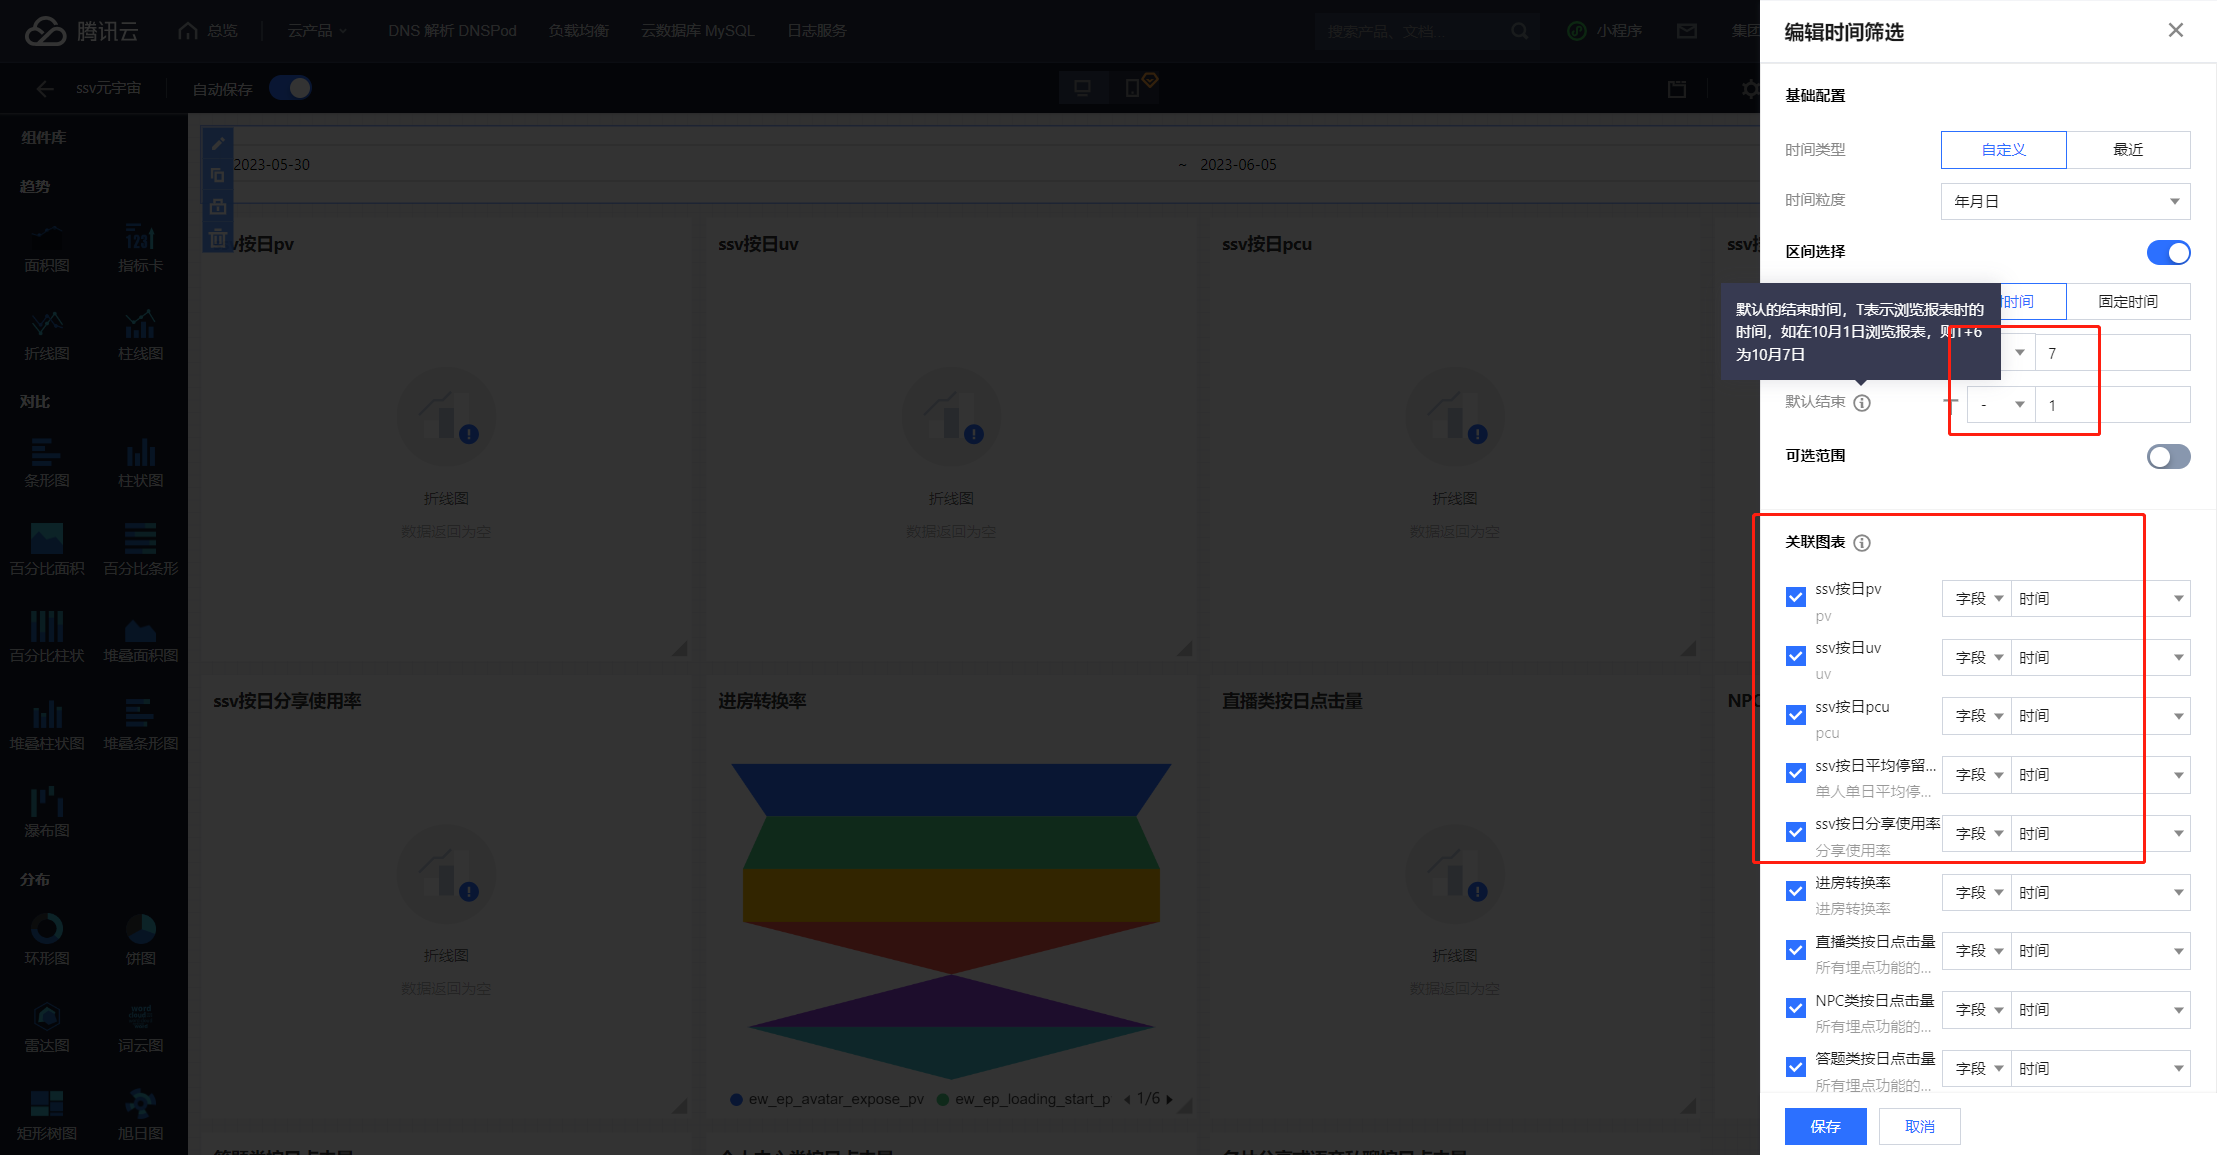 腾讯云
总览
云产品
DNS 解析 DNSPod
负载均衡
云数据库 MySQL
日志服务
搜索产品、文档...
小程序
集团
ssv元宇宙
自动保存
组件库
趋势
面积图
指标卡
折线图
柱线图
对比
条形图
柱状图
百分比面积
百分比条形
百分比柱状
堆叠面积图
堆叠柱状图
堆叠条形图
瀑布图
分布
环形图
饼图
雷达图
词云图
矩形树图
旭日图
2023-05-30
~ 2023-06-05
v按日pv
ssv按日uv
ssv按日pcu
折线图
数据返回为空
折线图
数据返回为空
折线图
数据返回为空
ssv按日分享使用率
进房转换率
直播类按日点击量
NPC
折线图
数据返回为空
ew_ep_avatar_expose_pv
ew_ep_loading_start_p
1/6
折线图
数据返回为空
编辑时间筛选
基础配置
时间类型
自定义
最近
时间粒度
年月日
区间选择
时间
固定时间
默认的结束时间，T表示浏览报表时的
时间，如在10月1日浏览报表，则T+6
为10月7日
7
默认结束
T
-
1
可选范围
关联图表
ssv按日pv
pv
字段
时间
ssv按日uv
uv
字段
时间
ssv按日pcu
pcu
字段
时间
ssv按日平均停留...
单人单日平均停...
字段
时间
ssv按日分享使用率
分享使用率
字段
时间
进房转换率
进房转换率
字段
时间
直播类按日点击量
所有埋点功能的...
字段
时间
NPC类按日点击量
所有埋点功能的...
字段
时间
答题类按日点击量
所有埋点功能的...
字段
时间
保存
取消